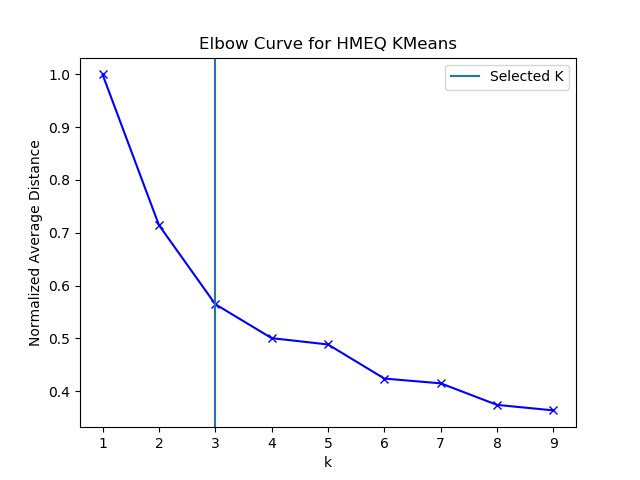 Elbow Curve for HMEQ KMeans
Selected K
Normalized Average Distance
1.0
0.9
0.8
0.7
0.6
0.5
0.4
1 2 3 4 5 6 7 8 9
k